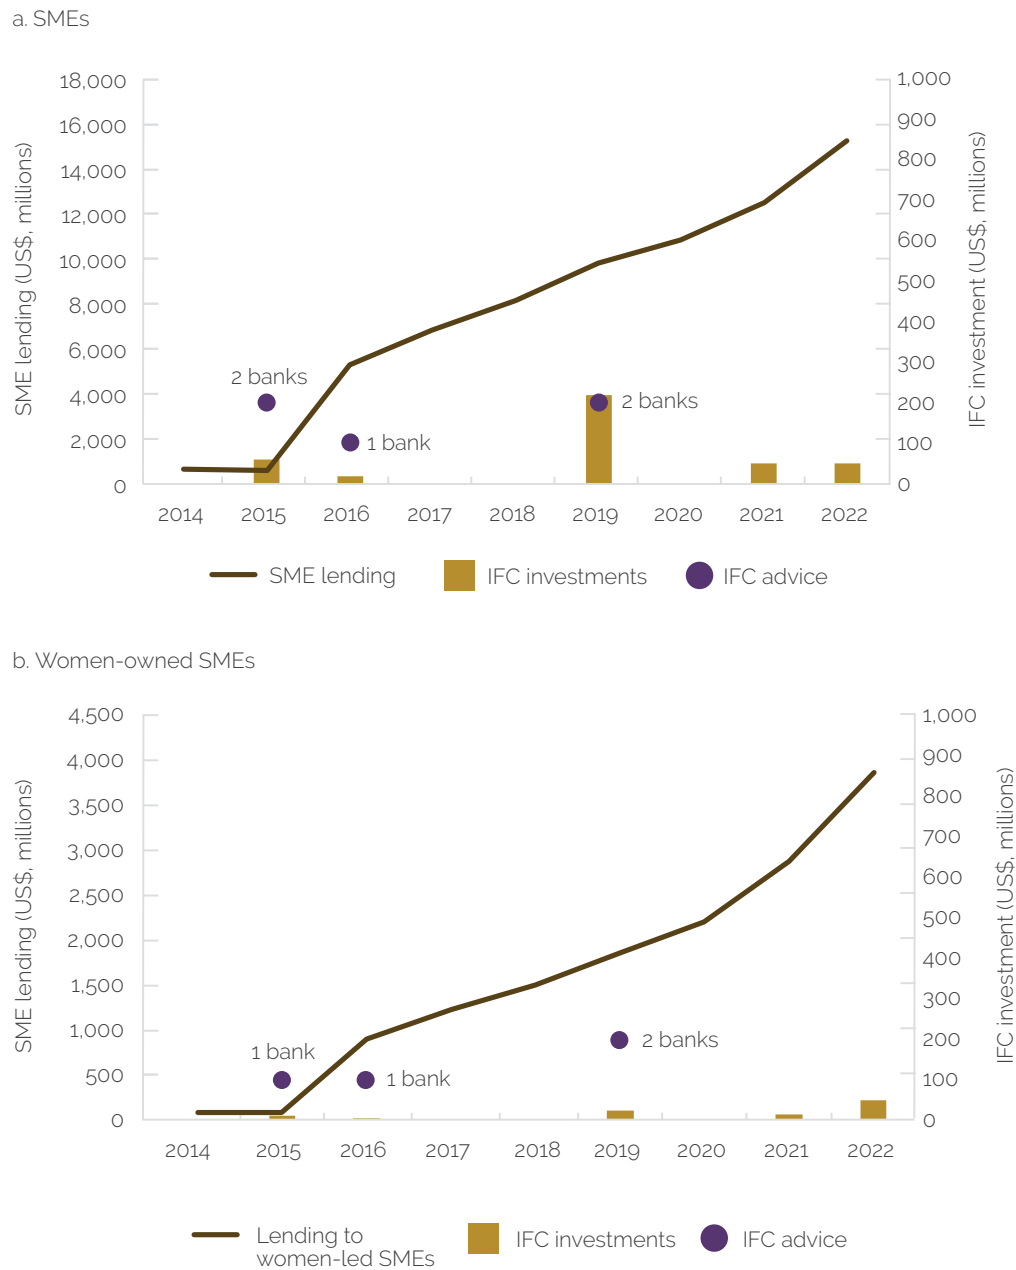 a. SMEs
SME lending (US$, millions)
18,000
16,000
14,000
12,000
10,000
8,000
6,000
4,000
2,000
0
1,000
900
800
700
600
500
400
300
200
100
0
IFC investment (US$, millions)
2 banks
1 bank
2 banks
2014 2015 2016 2017 2018 2019 2020 2021 2022
SME lending IFC investments IFC advice
b. Women-owned SMEs
SME lending (US$, millions)
4,500
4,000
3,500
3,000
2,500
2,000
1,500
1,000
500
0
1,000
900
800
700
600
500
400
300
200
100
0
IFC investment (US$, millions)
1 bank
1 bank
2 banks
2014 2015 2016 2017 2018 2019 2020 2021 2022
Lending to
women-led SMEs
IFC investments
IFC advice